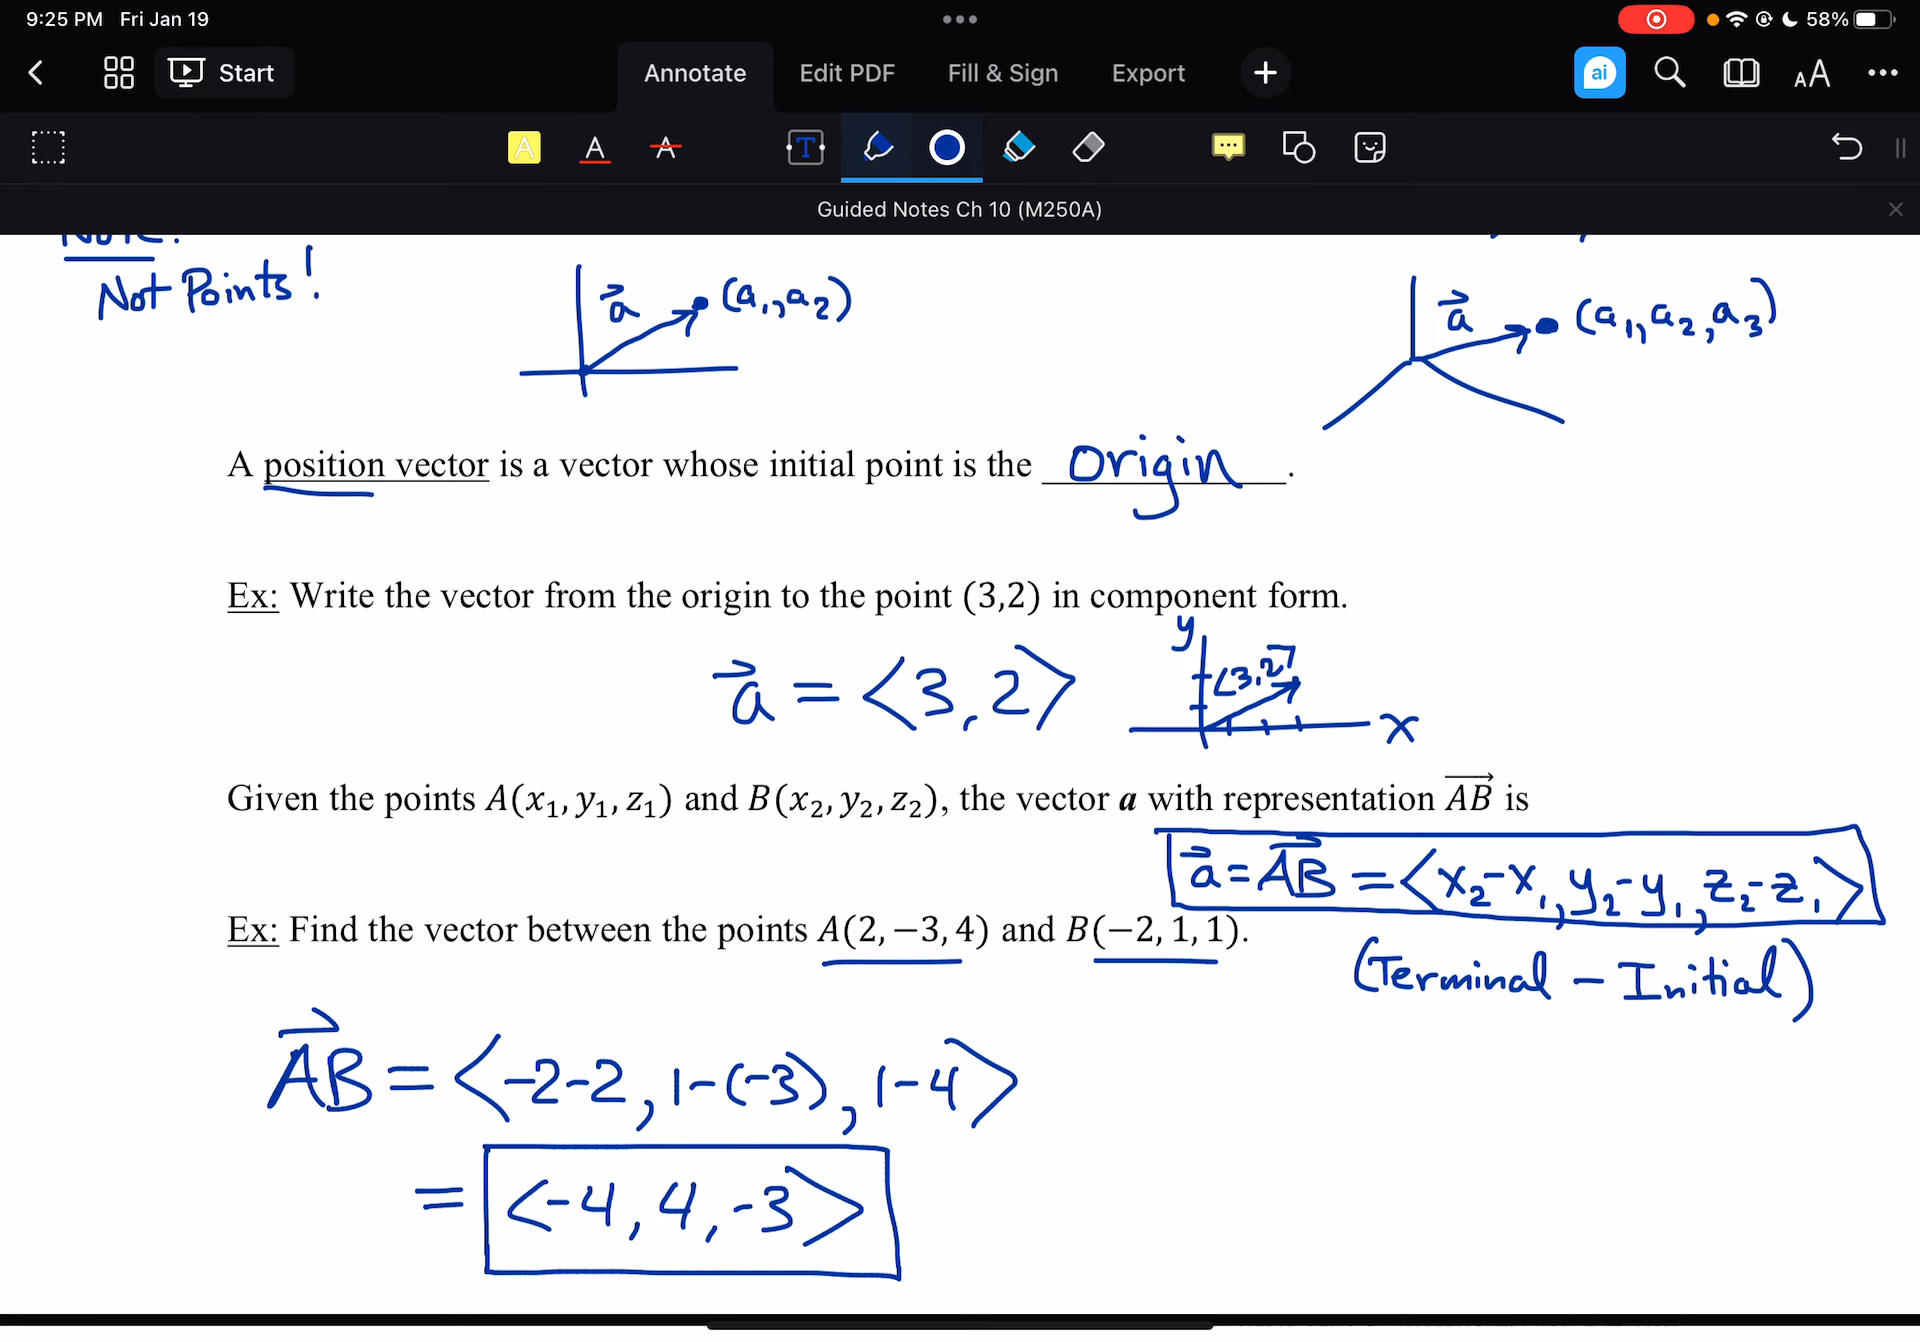 9:25 PM Fri Jan 19
58%
Start
Annotate
Edit PDF
Fill & Sign
Export
ai
AA
A A A T
Guided Notes Ch 10 (M250A)
Note!
Not Points!
a⃗ (a₁,a₂)
a⃗ (a₁,a₂,a₃)
A position vector is a vector whose initial point is the Origin.
Ex: Write the vector from the origin to the point (3,2) in component form.
a⃗ = <3,2>
y
<3,2>
x
Given the points A(x₁, y₁, z₁) and B(x₂, y₂, z₂), the vector a with representation A͞B⃗ is
a⃗ = AB⃗ = <x₂-x₁, y₂-y₁, z₂-z₁>
Ex: Find the vector between the points A(2, −3, 4) and B(−2, 1, 1).
(Terminal - Initial)
AB⃗ = <-2-2, 1-(-3), 1-4>
= <-4, 4, -3>